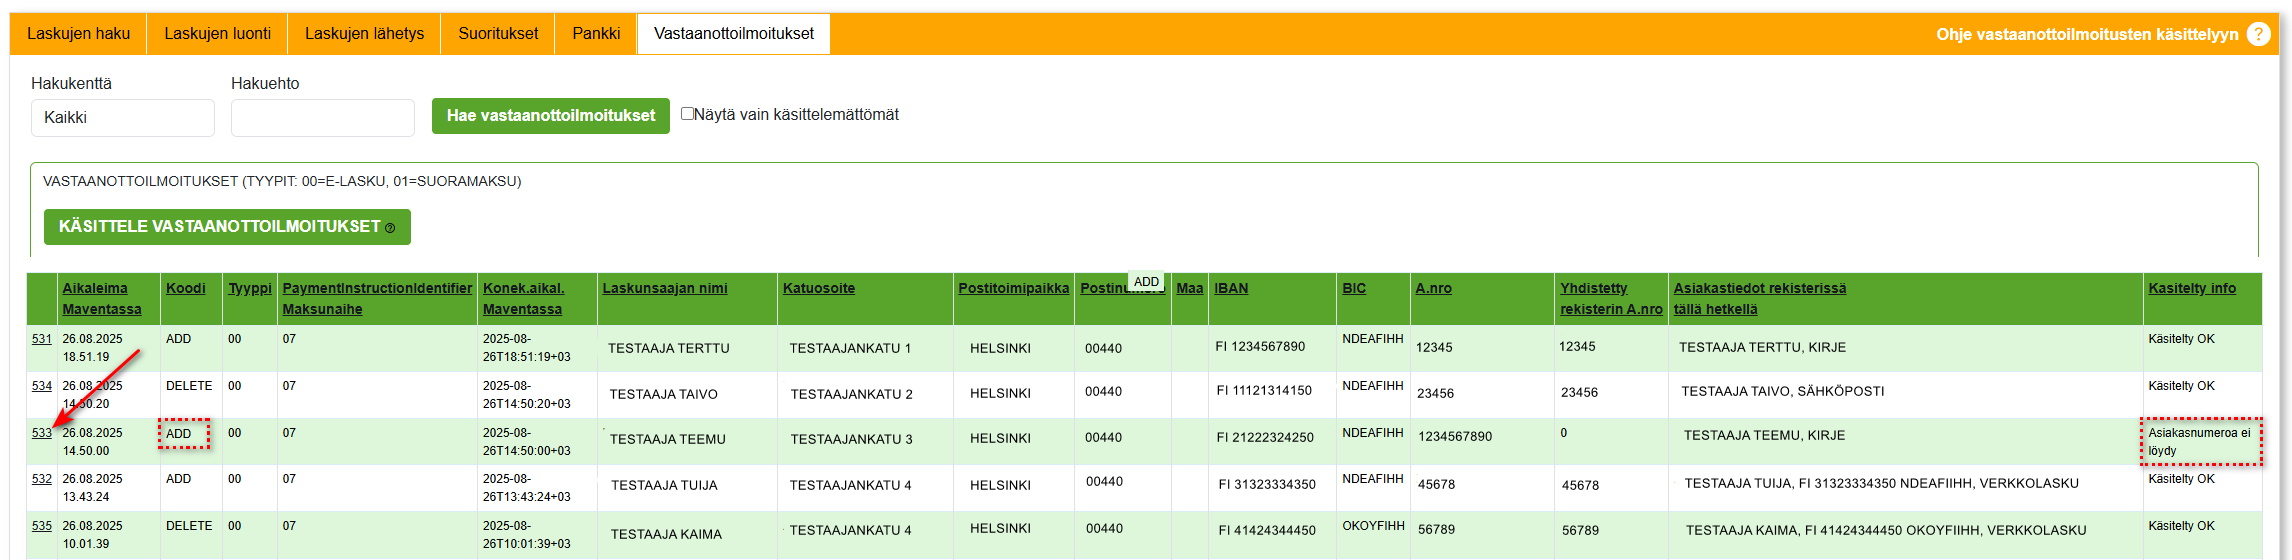 Laskujen haku Laskujen luonti Laskujen lähetys Suoritukset Pankki Vastaanottoilmoitukset Ohje vastaanottoilmoitusten käsittelyyn ?
Hakukenttä Hakuehto
Kaikki Hae vastaanottoilmoitukset Näytä vain käsittelemättömät
VASTAANOTTOILMOITUKSET (TYYPIT: 00=E-LASKU, 01=SUORAMAKSU)
KÄSITTELE VASTAANOTTOILMOITUKSET ?
ADD
Aikaleima Koodi Tyyppi PaymentInstructionIdentifier Konek.aikal. Laskunsaajan nimi Katuosoite Postitoimipaikka Postinumero Maa IBAN BIC A.nro Yhdistetty Asiakastiedot rekisterissä Kasitelty info
Maventassa Maksunaihe Maventassa rekisterin A.nro tällä hetkellä
531 26.08.2025 ADD 00 07 2025-08- TESTAAJA TERTTU TESTAAJANKATU 1 HELSINKI 00440 FI 1234567890 NDEAFIHH 12345 12345 TESTAAJA TERTTU, KIRJE Käsitelty OK
18.51.19 26T18:51:19+03
534 26.08.2025 DELETE 00 07 2025-08- TESTAAJA TAIVO TESTAAJANKATU 2 HELSINKI 00440 FI 11121314150 NDEAFIHH 23456 23456 TESTAAJA TAIVO, SÄHKÖPOSTI Käsitelty OK
14.50.20 26T14:50:20+03
533 26.08.2025 ADD 00 07 2025-08- TESTAAJA TEEMU TESTAAJANKATU 3 HELSINKI 00440 FI 21222324250 NDEAFIHH 1234567890 0 TESTAAJA TEEMU, KIRJE Asiakasnumeroa ei
14.50.00 26T14:50:00+03 löydy
532 26.08.2025 ADD 00 07 2025-08- TESTAAJA TUIJA TESTAAJANKATU 4 HELSINKI 00440 FI 31323334350 NDEAFIHH 45678 45678 TESTAAJA TUIJA, FI 31323334350 NDEAFIIHH, VERKKOLASKU Käsitelty OK
13.43.24 26T13:43:24+03
535 26.08.2025 DELETE 00 07 2025-08- TESTAAJA KAIMA TESTAAJANKATU 4 HELSINKI 00440 FI 41424344450 OKOYFIHH 56789 56789 TESTAAJA KAIMA, FI 41424344450 OKOYFIIHH, VERKKOLASKU Käsitelty OK
10.01.39 26T10:01:39+03